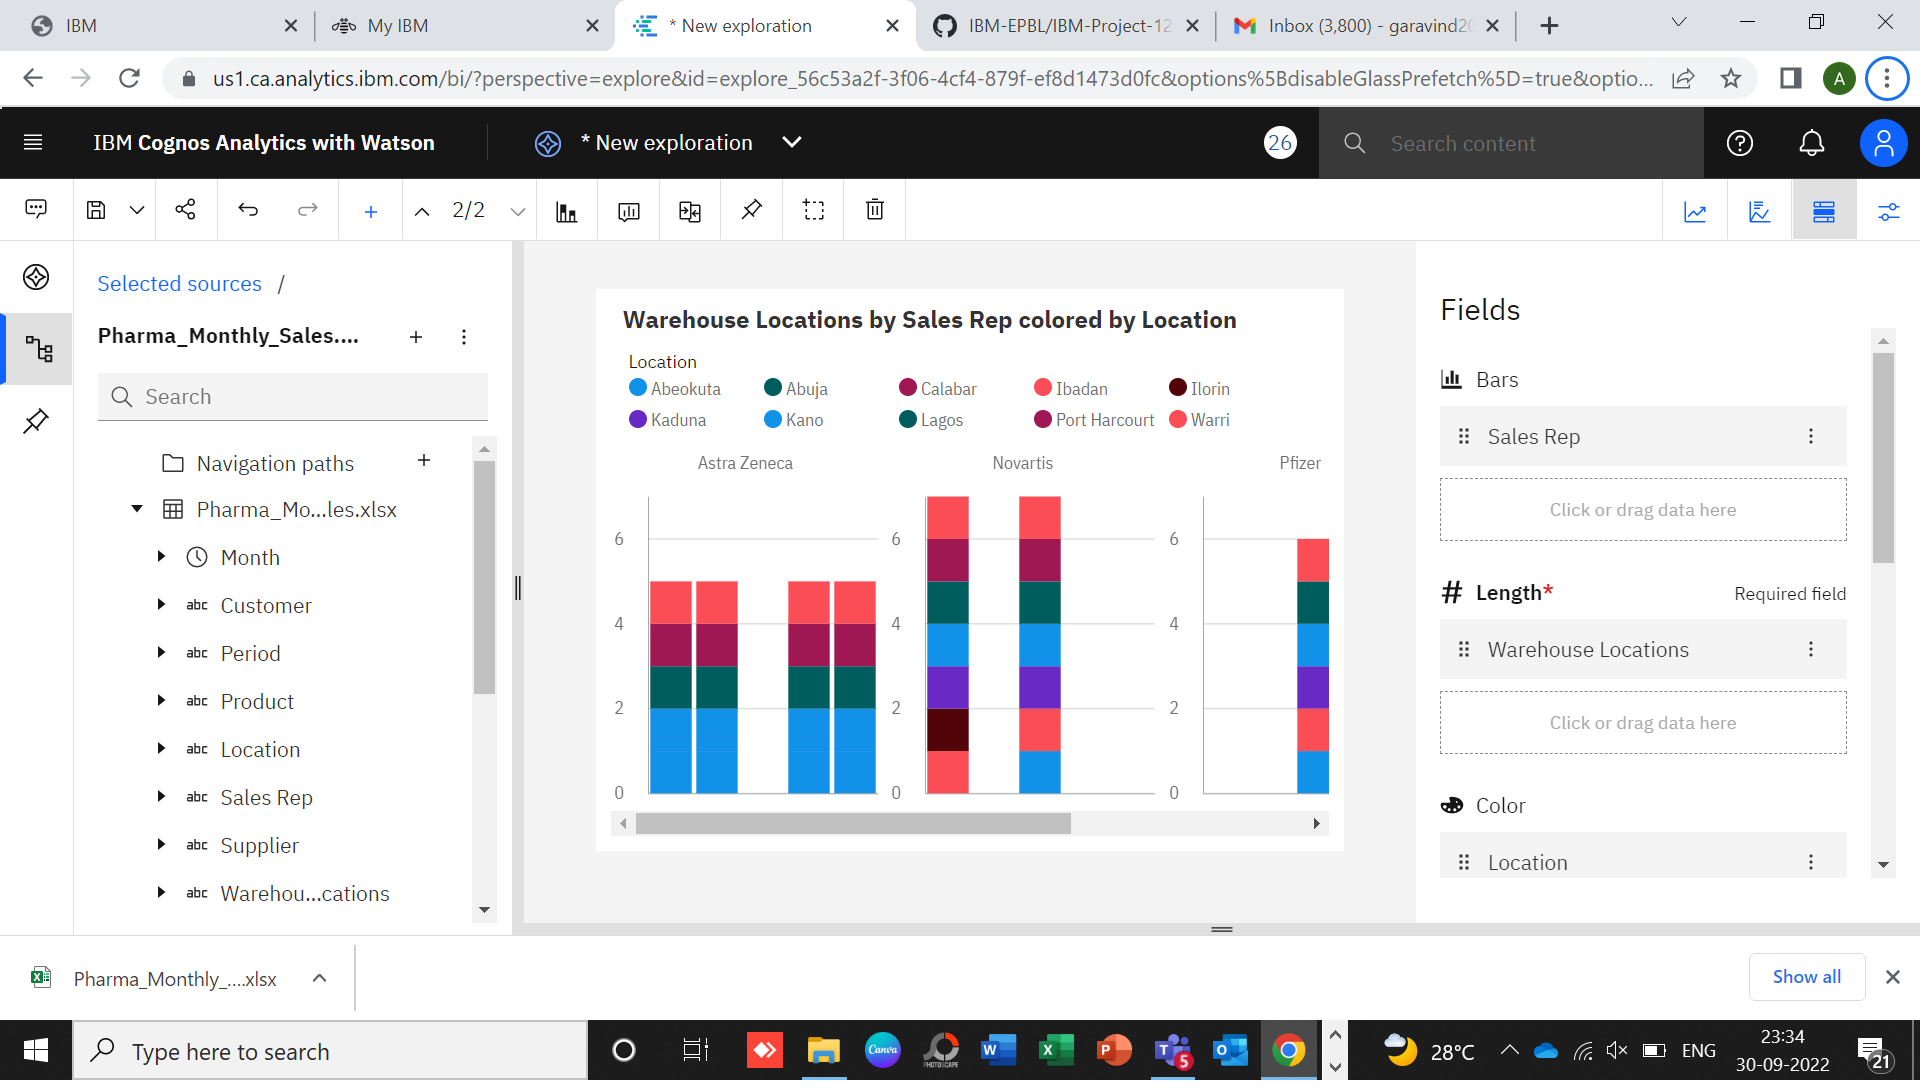 IBM
My IBM
* New exploration
IBM-EPBL/IBM-Project-12
Inbox (3,800) - garavind20
us1.ca.analytics.ibm.com/bi/?perspective=explore&id=explore_56c53a2f-3f06-4cf4-879f-ef8d1473d0fc&options%5BdisableGlassPrefetch%5D=true&optio...
A
IBM Cognos Analytics with Watson
* New exploration
26
Search content
2/2
Selected sources /
Pharma_Monthly_Sales....
Search
Navigation paths
Pharma_Mo...les.xlsx
Month
abc Customer
abc Period
abc Product
abc Location
abc Sales Rep
abc Supplier
abc Warehou...cations
Warehouse Locations by Sales Rep colored by Location
Location
Abeokuta Abuja Calabar Ibadan Ilorin
Kaduna Kano Lagos Port Harcourt Warri
Astra Zeneca Novartis Pfizer
6 6 6
4 4 4
2 2 2
0 0 0
Fields
Bars
Sales Rep
Click or drag data here
# Length* Required field
Warehouse Locations
Click or drag data here
Color
Location
Pharma_Monthly_....xlsx
Show all
Type here to search
Canva
PHOTOSCAPE
W
X
P
T
5
O
28°C
ENG
23:34
30-09-2022
21